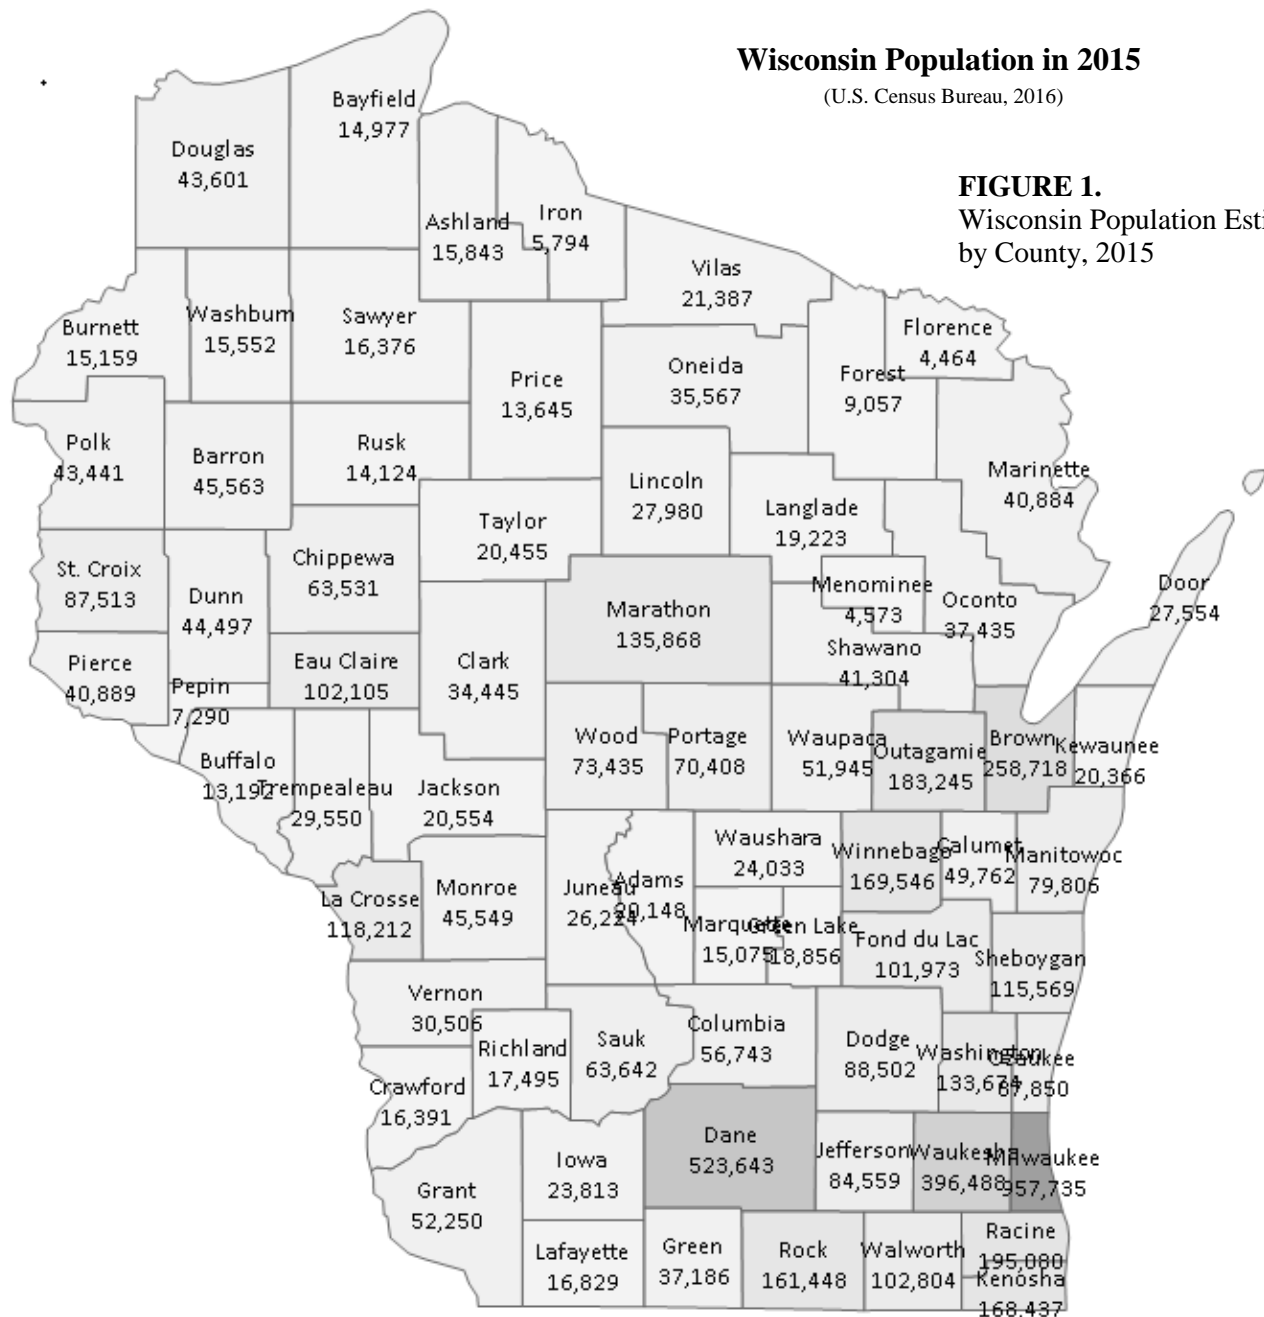 Wisconsin Population in 2015
(U.S. Census Bureau, 2016)
FIGURE 1.
Wisconsin Population Esti
by County, 2015
Bayfield
14,977
Douglas
43,601
Ashland
15,843
Iron
5,794
Vilas
21,387
Burnett
15,159
Washburn
15,552
Sawyer
16,376
Florence
4,464
Oneida
35,567
Forest
9,057
Price
13,645
Polk
43,441
Barron
45,563
Rusk
14,124
Marinette
40,884
Lincoln
27,980
Langlade
19,223
Taylor
20,455
St. Croix
87,513
Chippewa
63,531
Dunn
44,497
Marathon
135,868
Menominee
4,573
Oconto
37,435
Door
27,554
Pierce
40,889
Pepin
7,290
Eau Claire
102,105
Clark
34,445
Shawano
41,304
Buffalo
13,192
Wood
73,435
Portage
70,408
Waupaca
51,945
Outagamie
183,245
Brown
258,718
Kewaunee
20,366
Trempealeau
29,550
Jackson
20,554
Waushara
24,033
Winnebago
169,546
Calumet
49,762
Manitowoc
79,806
La Crosse
118,212
Monroe
45,549
Juneau
26,224
Adams
20,148
Marquette
15,075
Green Lake
18,856
Fond du Lac
101,973
Sheboygan
115,569
Vernon
30,506
Richland
17,495
Sauk
63,642
Columbia
56,743
Dodge
88,502
Washington
133,674
Ozaukee
87,850
Crawford
16,391
Dane
523,643
Jefferson
84,559
Waukesha
396,488
Milwaukee
957,735
Grant
52,250
Iowa
23,813
Lafayette
16,829
Green
37,186
Rock
161,448
Walworth
102,804
Racine
195,080
Kenosha
168,437